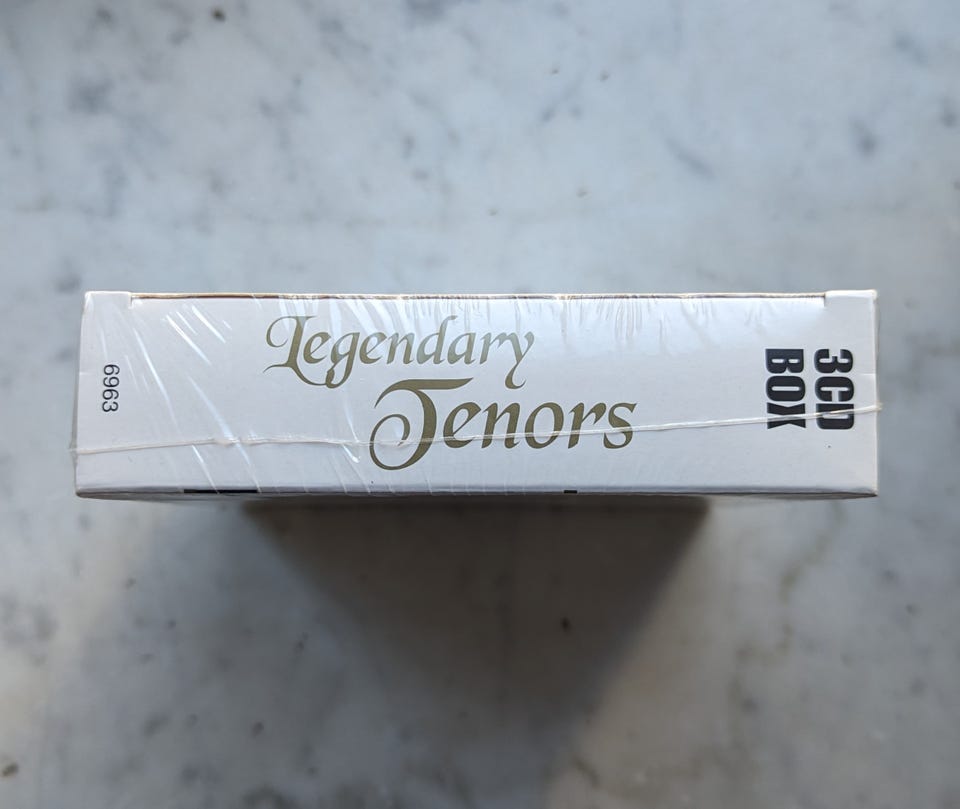 6963
Legendary
Tenors
3CD
BOX